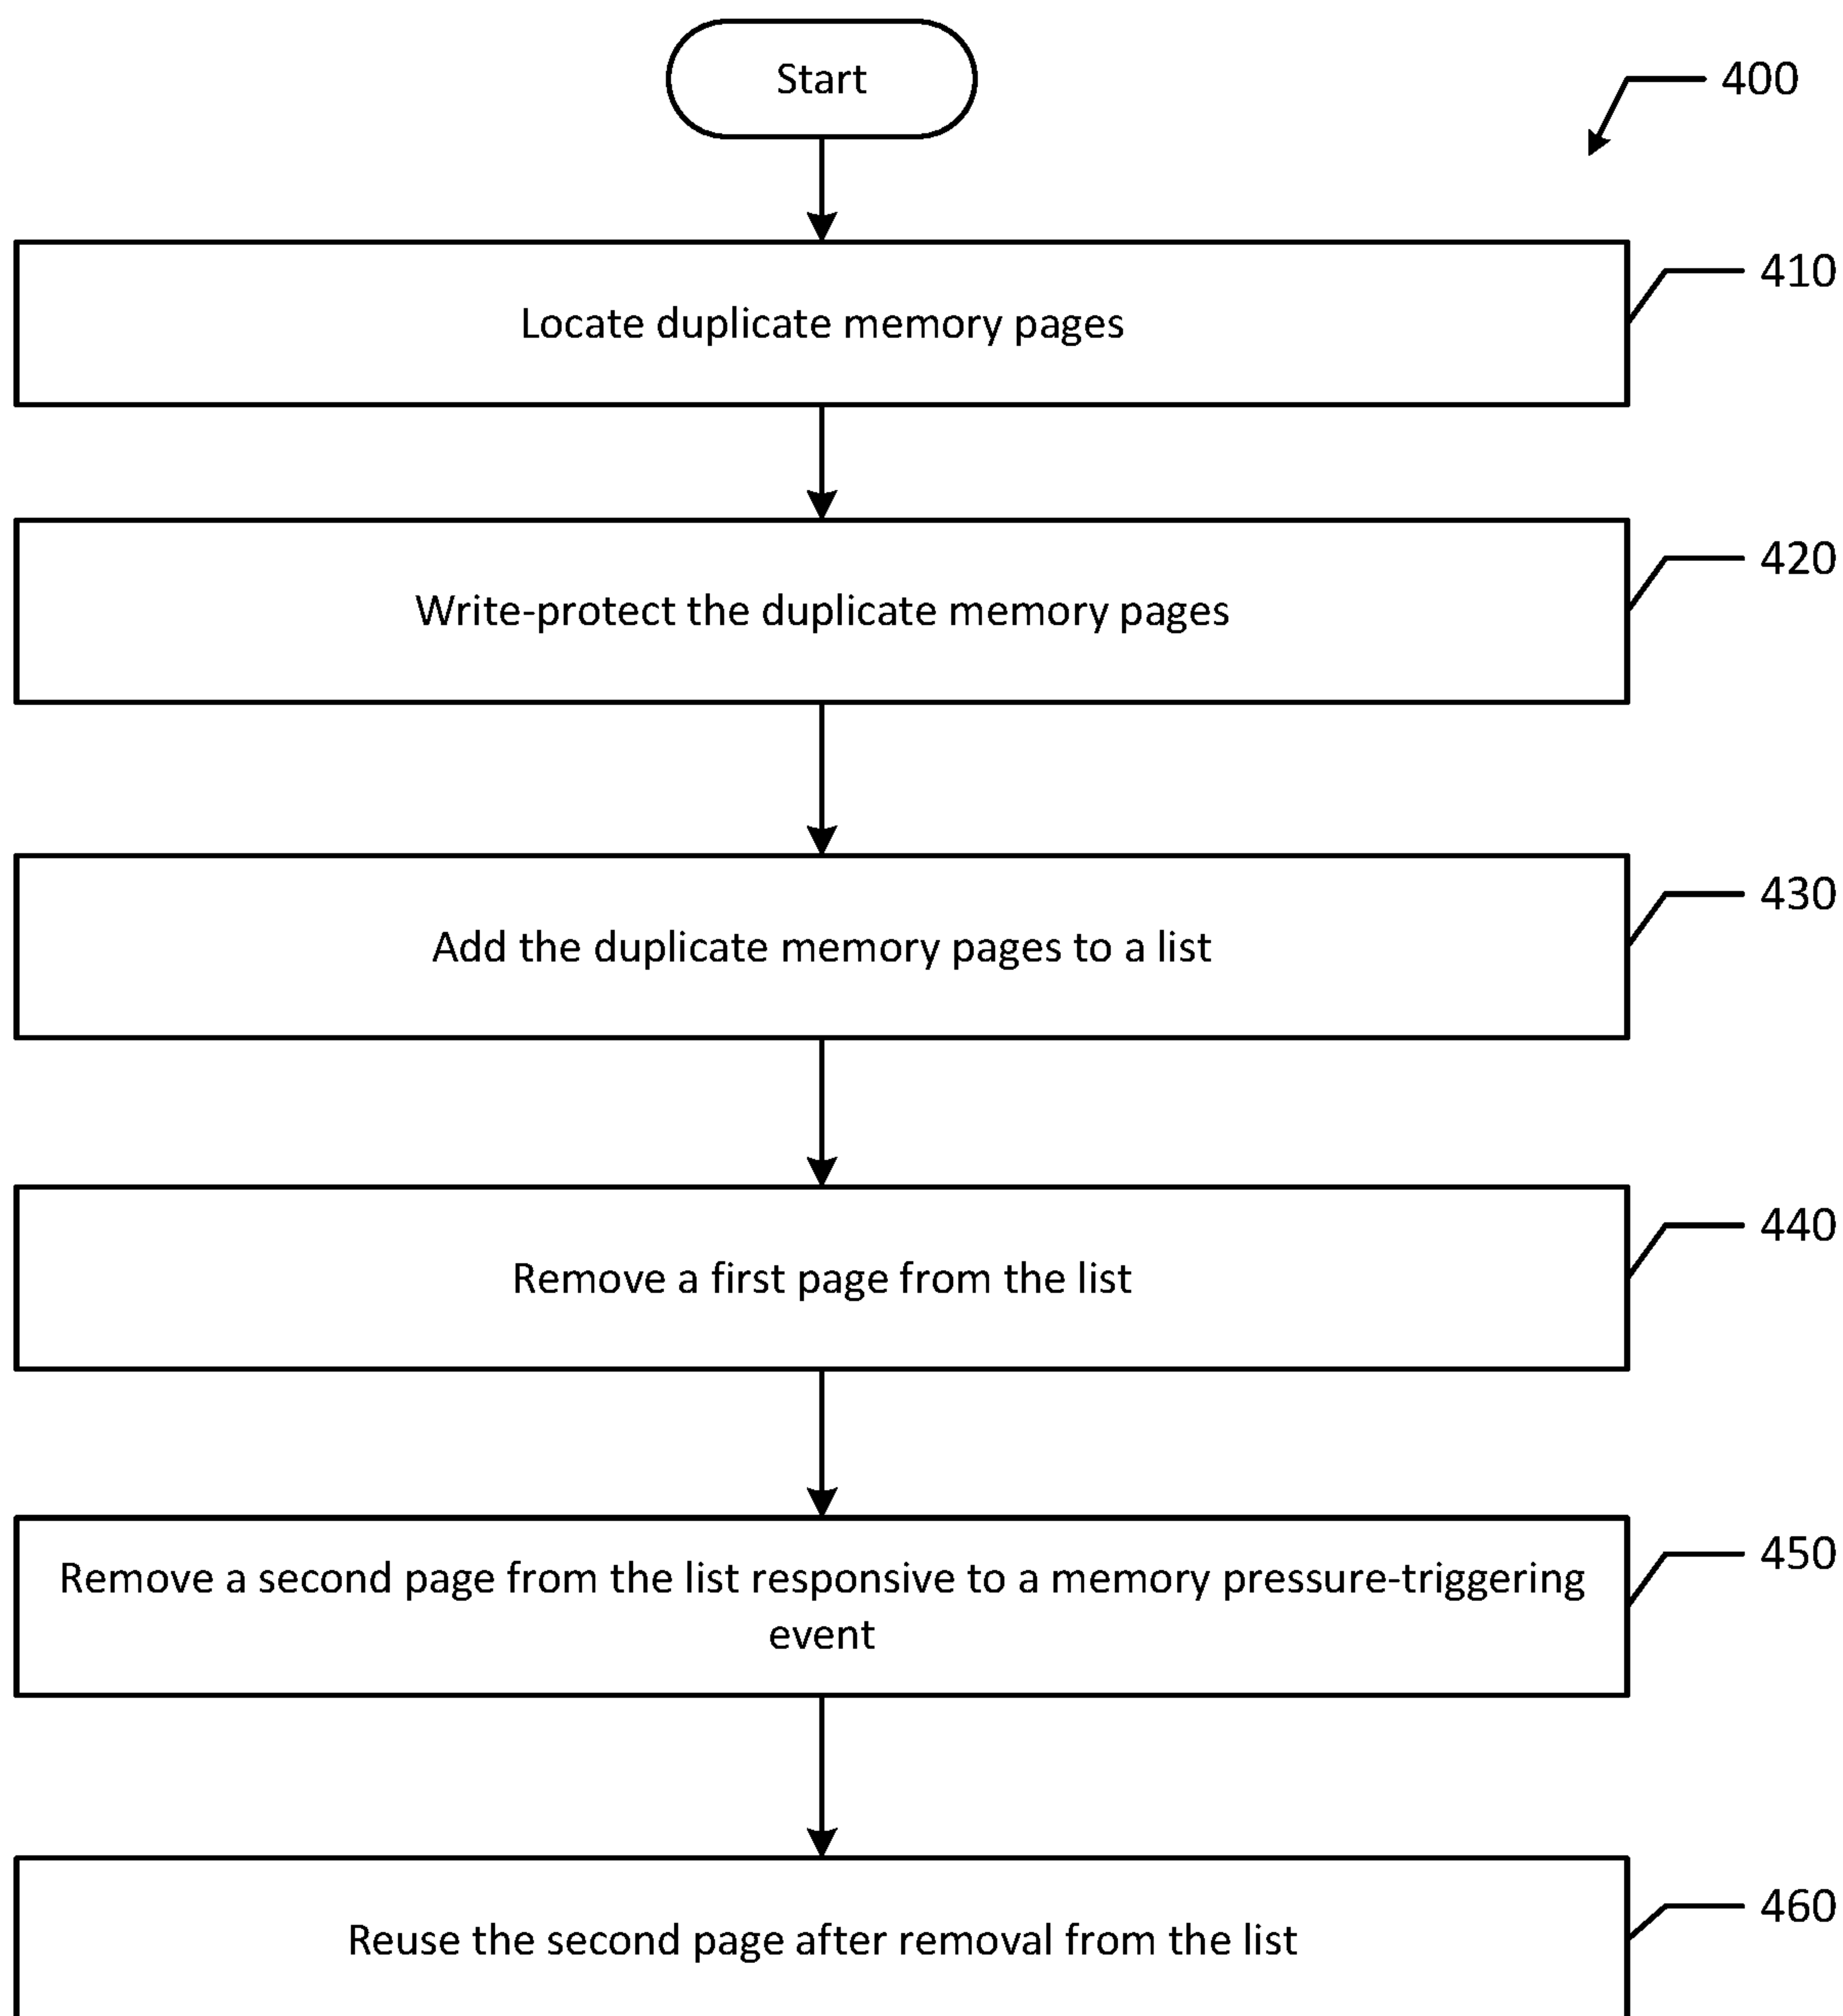 Start
400
410
Locate duplicate memory pages
420
Write-protect the duplicate memory pages
430
Add the duplicate memory pages to a list
440
Remove a first page from the list
450
Remove a second page from the list responsive to a memory pressure-triggering
event
460
Reuse the second page after removal from the list